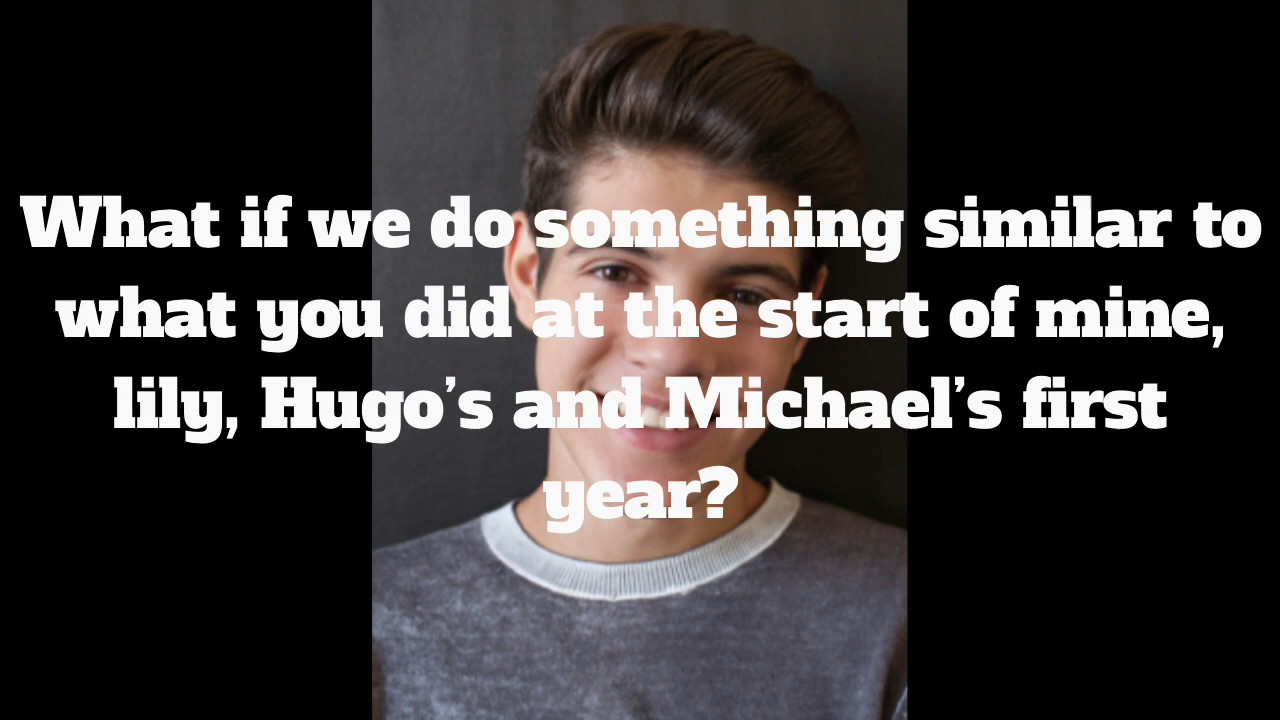 What if we do something similar to
what you did at the start of mine,
lily, Hugo's and Michael's first
year?